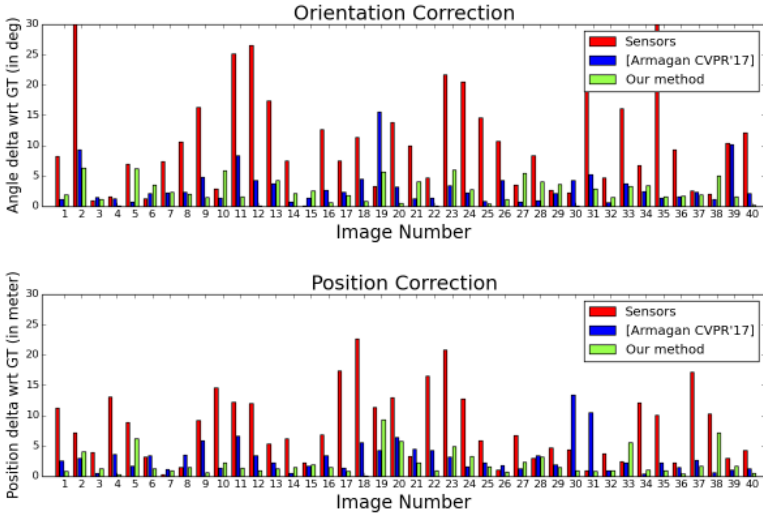 Orientation Correction
Angle delta wrt GT (in deg)
30
25
20
15
10
5
0
Sensors
[Armagan CVPR'17]
Our method
1 2 3 4 5 6 7 8 9 10 11 12 13 14 15 16 17 18 19 20 21 22 23 24 25 26 27 28 29 30 31 32 33 34 35 36 37 38 39 40
Image Number
Position Correction
Position delta wrt GT (in meter)
30
25
20
15
10
5
0
Sensors
[Armagan CVPR'17]
Our method
1 2 3 4 5 6 7 8 9 10 11 12 13 14 15 16 17 18 19 20 21 22 23 24 25 26 27 28 29 30 31 32 33 34 35 36 37 38 39 40
Image Number